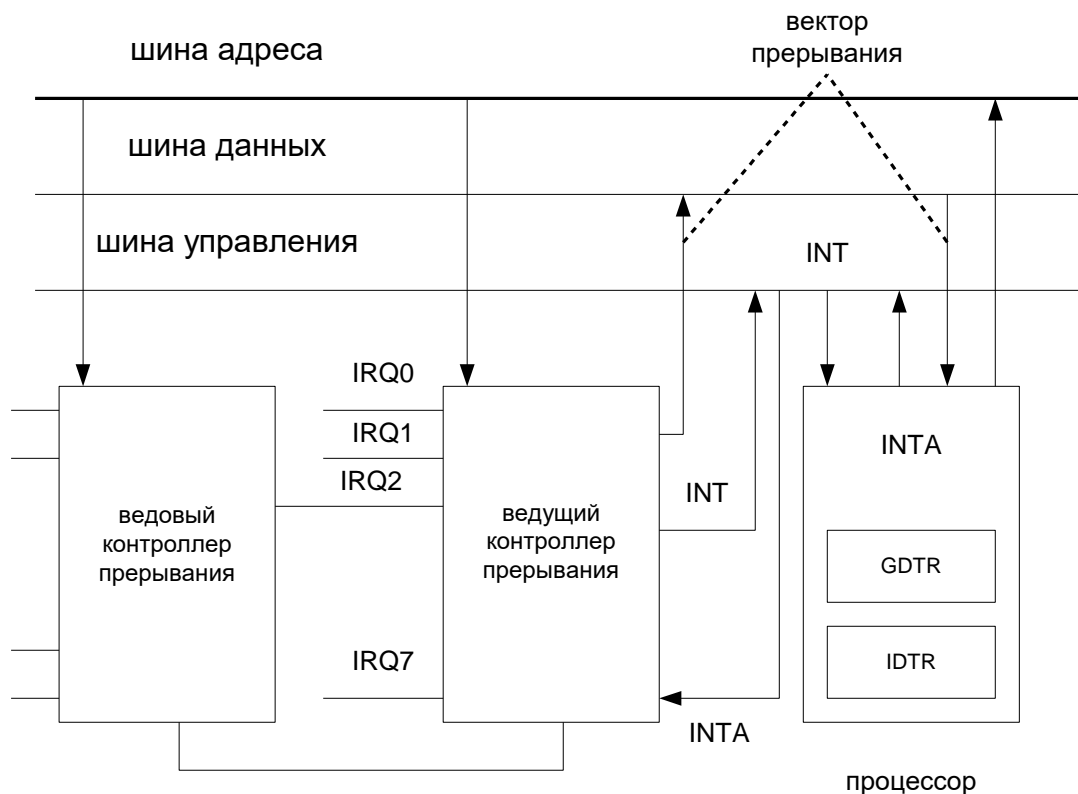 вектор
прерывания
шина адреса
шина данных
шина управления
INT
IRQ0
IRQ1
IRQ2
IRQ7
ведовый
контроллер
прерывания
ведущий
контроллер
прерывания
INT
INTA
INTA
GDTR
IDTR
процессор